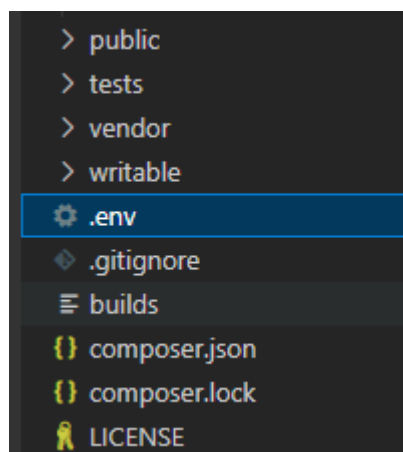 public
tests
vendor
writable
.env
.gitignore
builds
composer.json
composer.lock
LICENSE